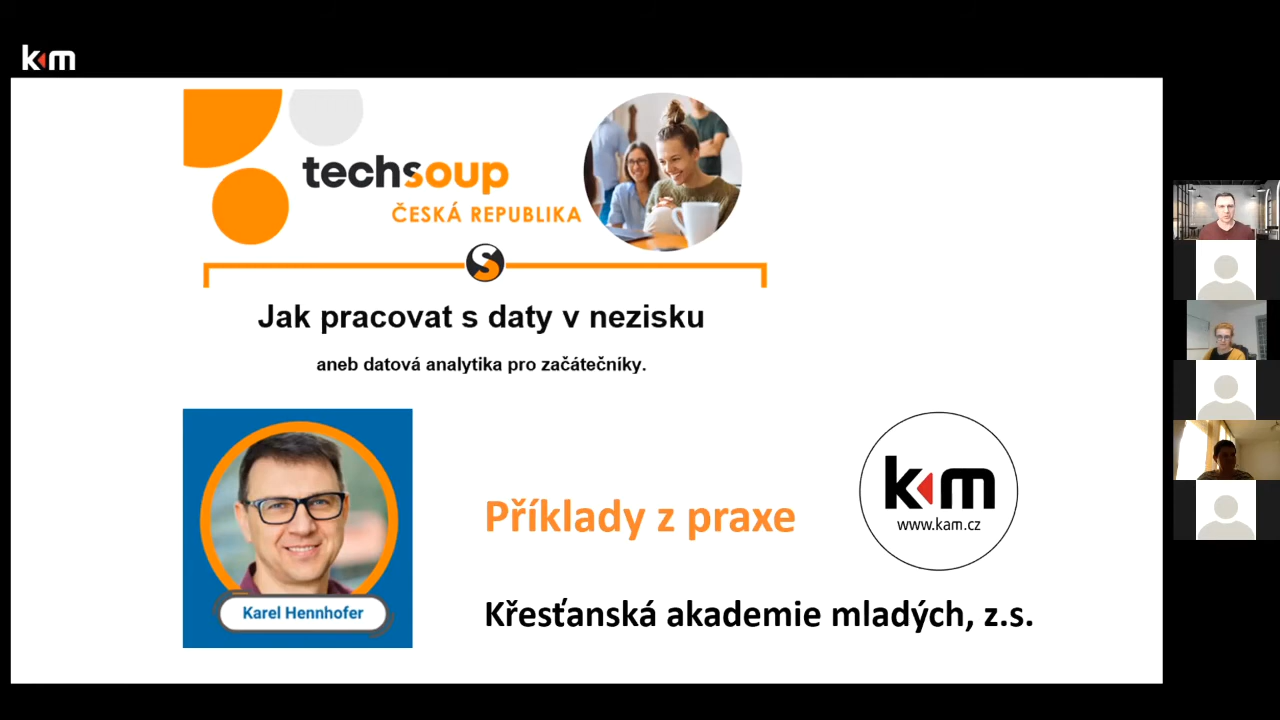 k<m
techsoup
ČESKÁ REPUBLIKA
S
Jak pracovat s daty v nezisku
aneb datová analytika pro začátečníky.
Karel Hennhofer
Příklady z praxe
k<m
www.kam.cz
Křesťanská akademie mladých, z.s.